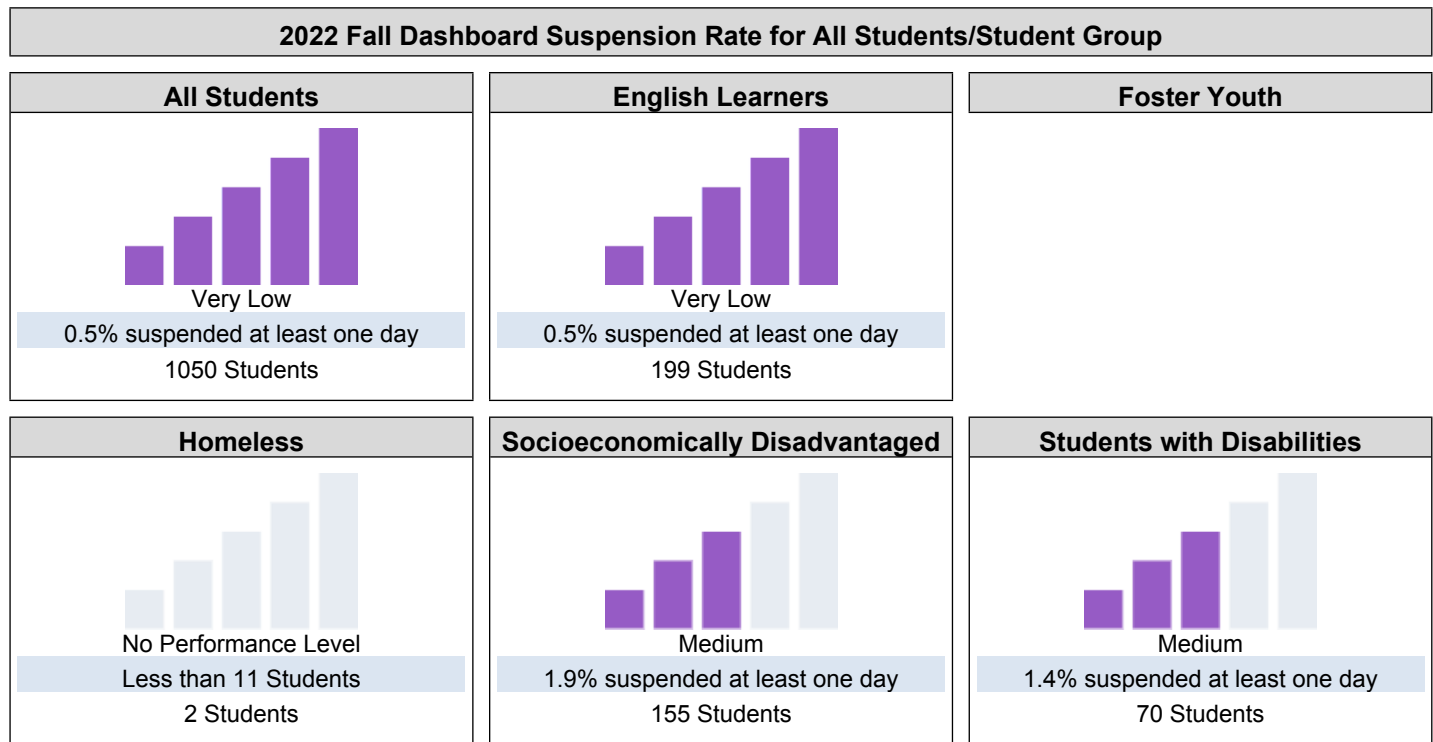 2022 Fall Dashboard Suspension Rate for All Students/Student Group
All Students
Very Low
0.5% suspended at least one day
1050 Students
English Learners
Very Low
0.5% suspended at least one day
199 Students
Foster Youth
Homeless
No Performance Level
Less than 11 Students
2 Students
Socioeconomically Disadvantaged
Medium
1.9% suspended at least one day
155 Students
Students with Disabilities
Medium
1.4% suspended at least one day
70 Students